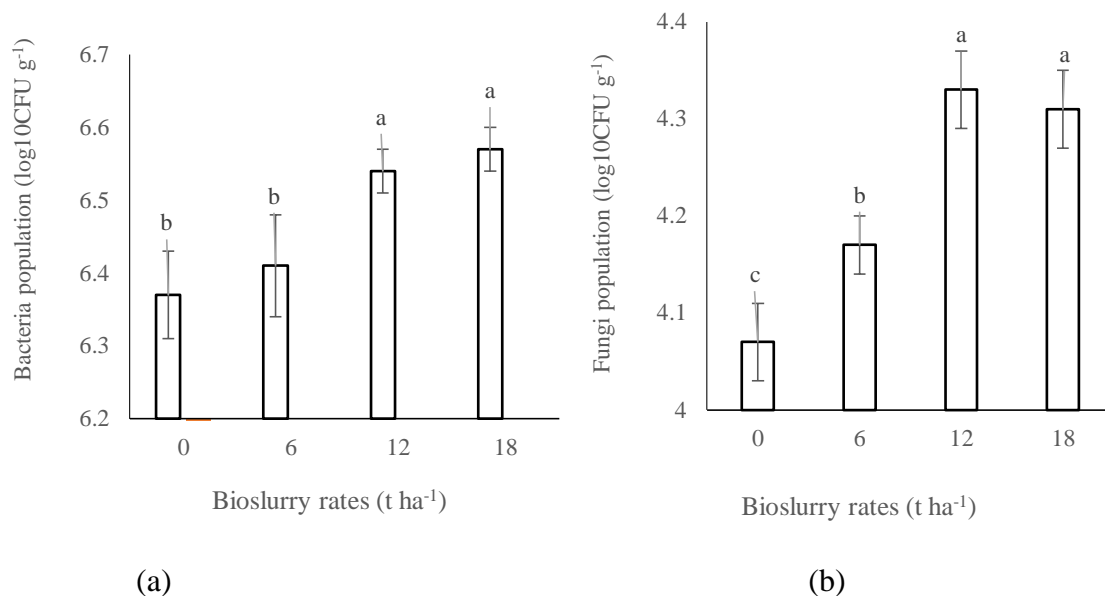 Bacteria population (log10CFU g⁻¹)
6.7
6.6
6.5
6.4
6.3
6.2
b
b
a
a
0 6 12 18
Bioslurry rates (t ha⁻¹)
(a)
Fungi population (log10CFU g⁻¹)
4.4
4.3
4.2
4.1
4
c
b
a
a
0 6 12 18
Bioslurry rates (t ha⁻¹)
(b)